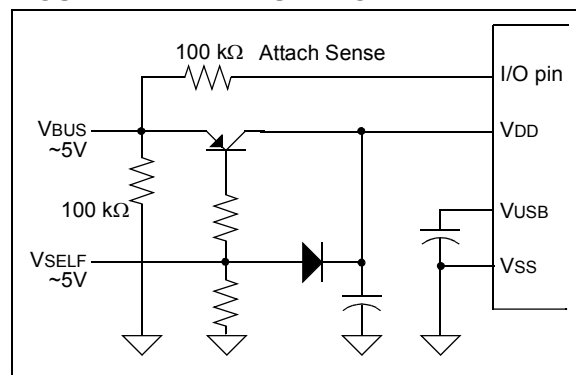 100 kΩ Attach Sense
I/O pin
VBUS
~5V
VDD
100 kΩ
VUSB
VSELF
~5V
VSS